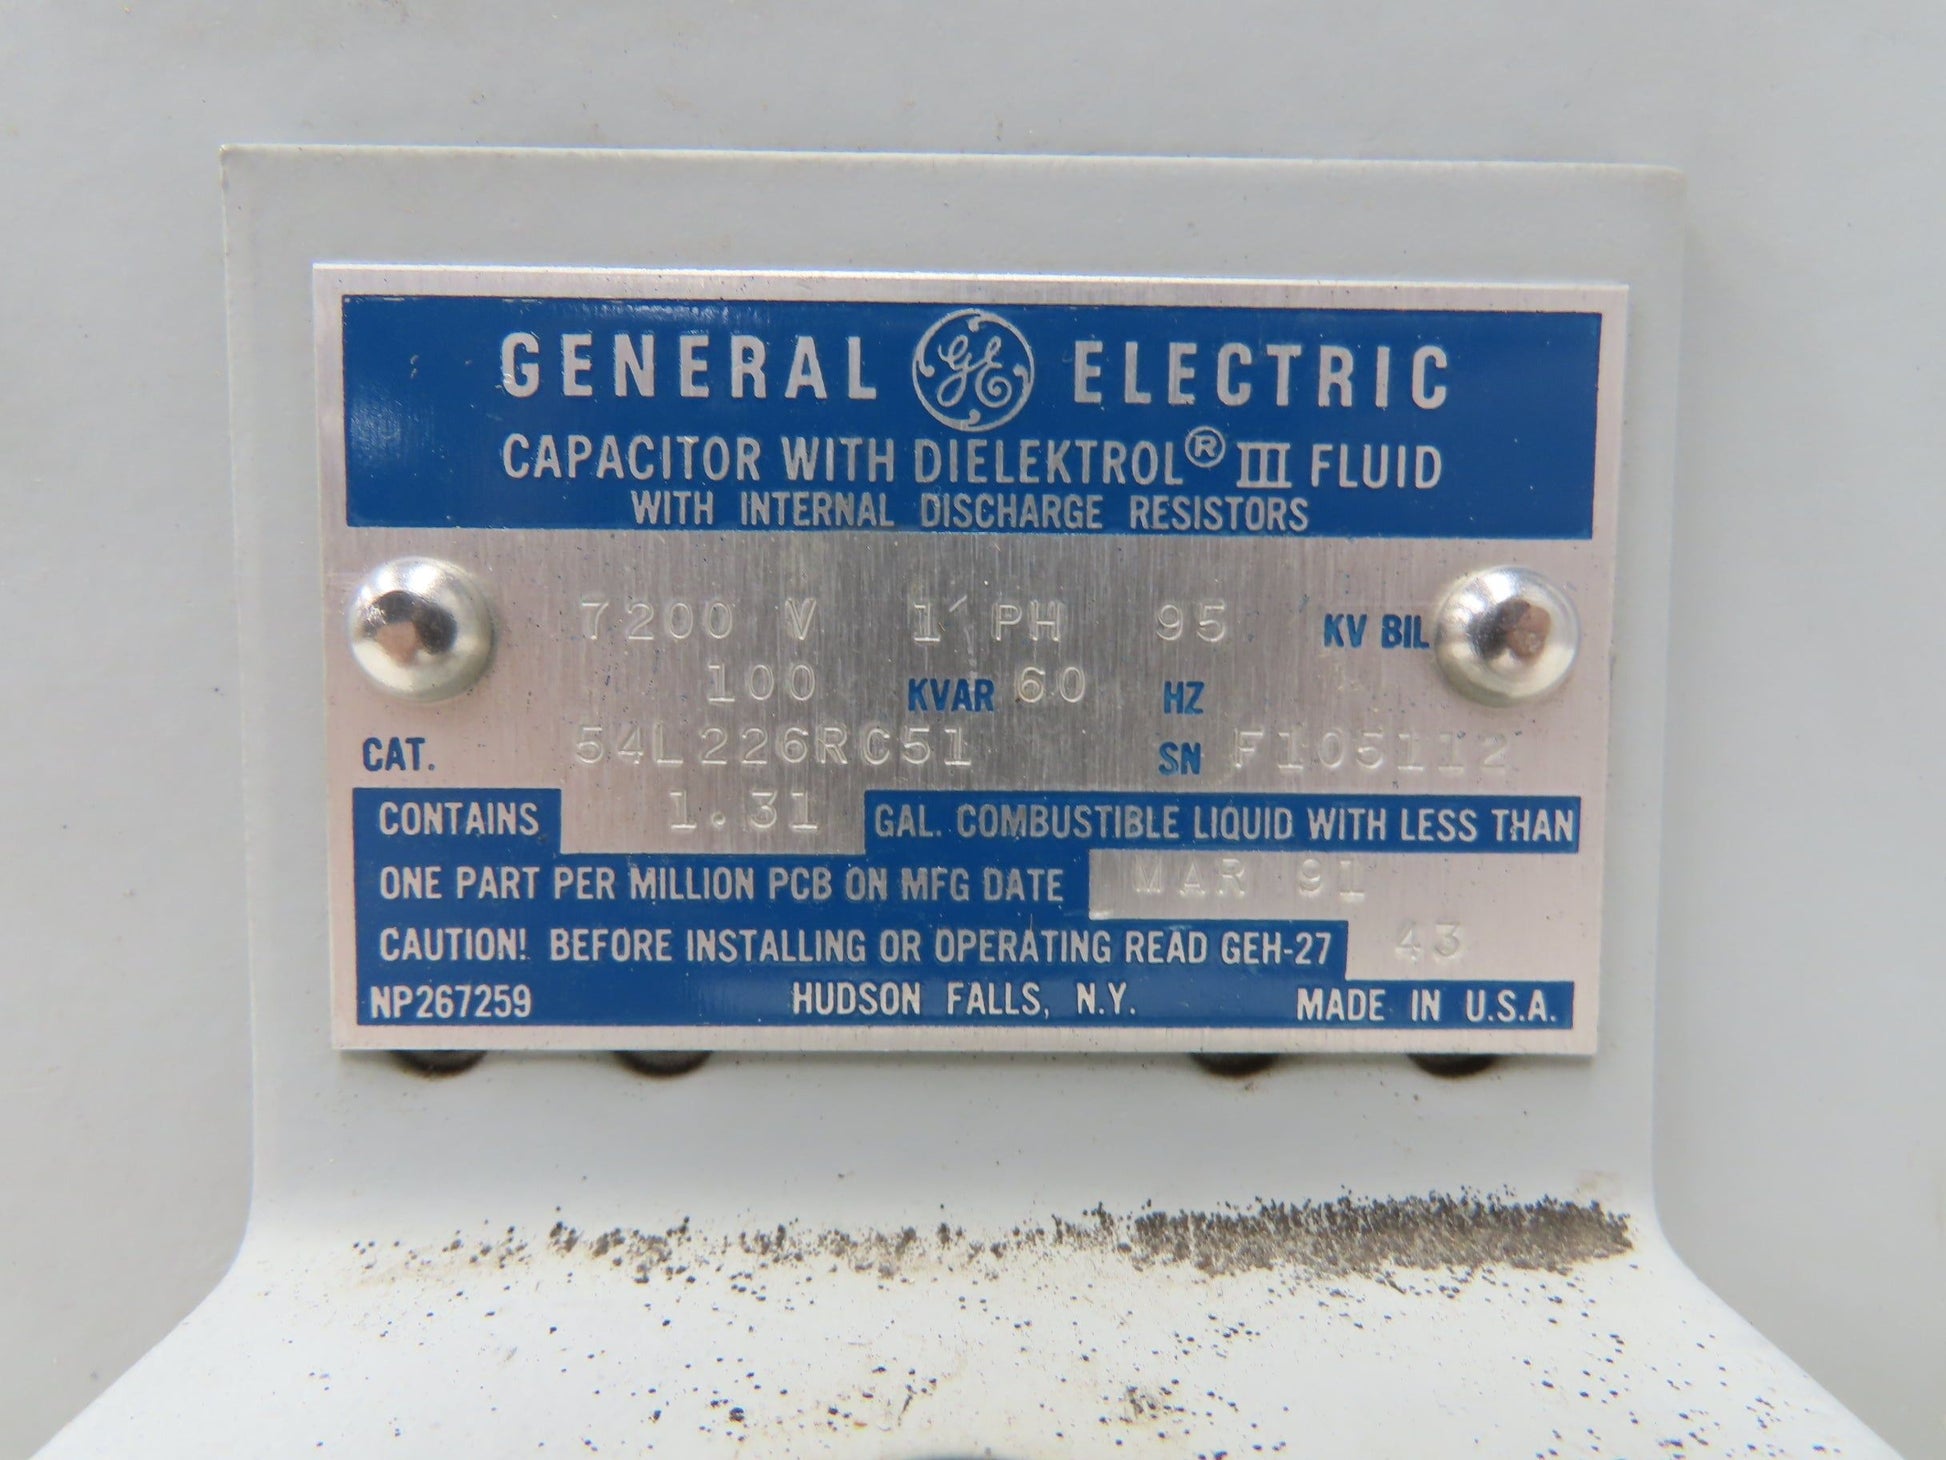 GENERAL GE ELECTRIC
CAPACITOR WITH DIELEKTROL® III FLUID
WITH INTERNAL DISCHARGE RESISTORS
7200 V 1 PH 95 KV BIL
100 KVAR 60 HZ
CAT. 54L226RC51 SN F105112
CONTAINS 1.31 GAL. COMBUSTIBLE LIQUID WITH LESS THAN
ONE PART PER MILLION PCB ON MFG DATE MAR 91
CAUTION! BEFORE INSTALLING OR OPERATING READ GEH-27 43
NP267259 HUDSON FALLS, N.Y. MADE IN U.S.A.